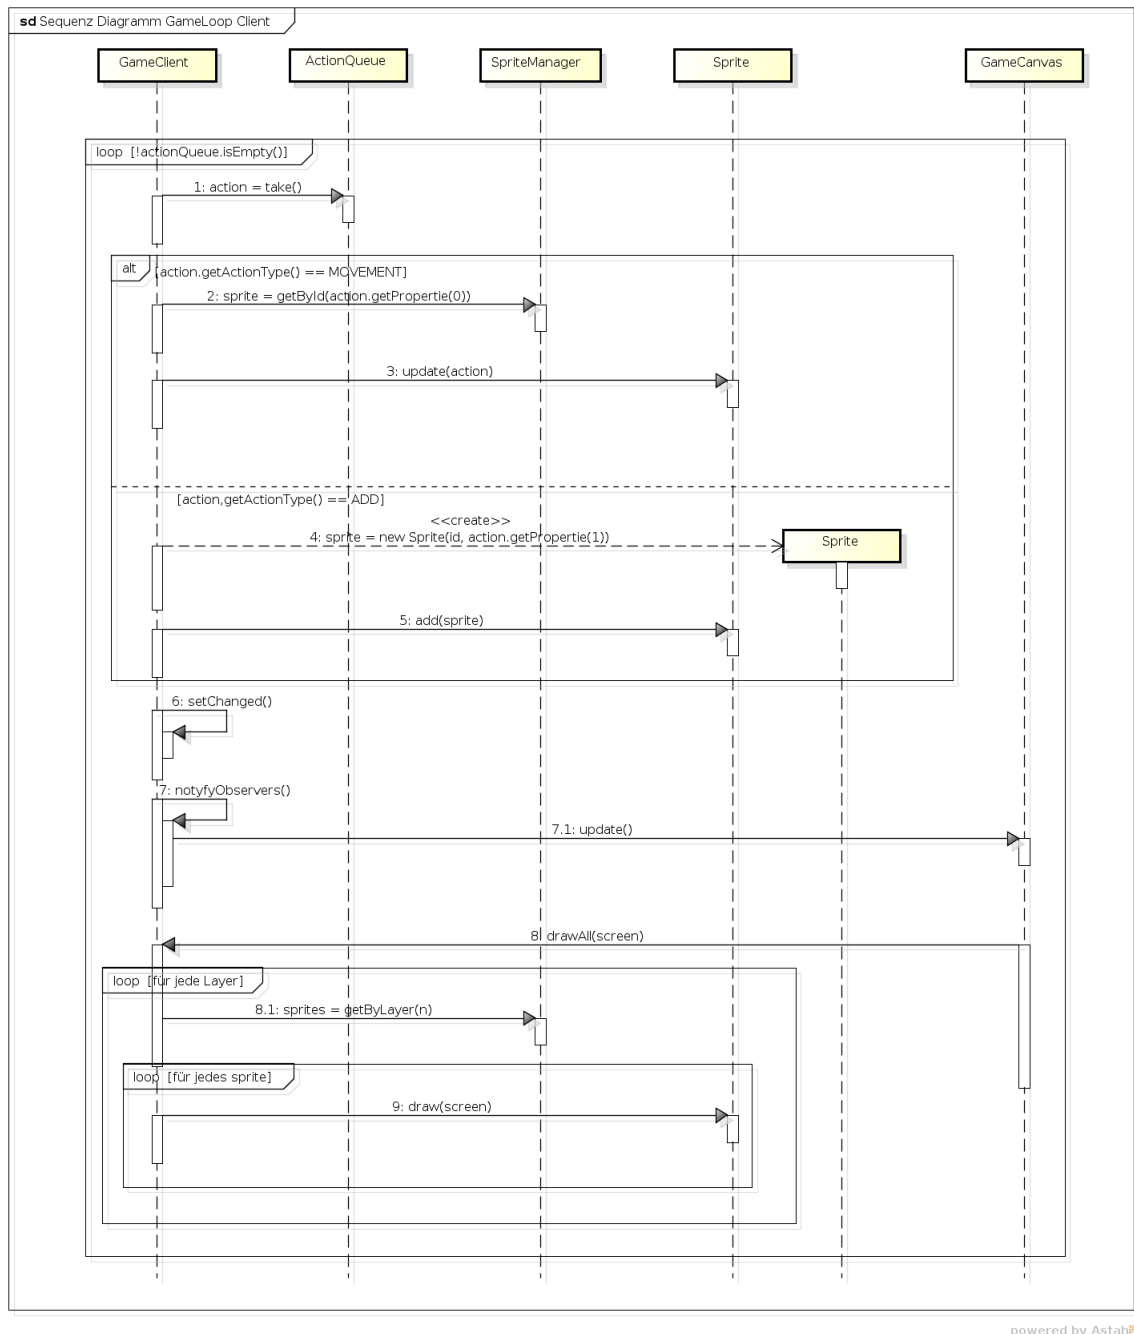 sd Sequenz Diagramm GameLoop Client
GameClient
ActionQueue
SpriteManager
Sprite
GameCanvas
loop [!actionQueue.isEmpty()]
1: action = take()
alt
[action.getActionType() == MOVEMENT]
2: sprite = getById(action.getPropertie(0))
3: update(action)
[action,getActionType() == ADD]
<<create>>
4: sprite = new Sprite(id, action.getPropertie(1))
Sprite
5: add(sprite)
6: setChanged()
7: notyfyObservers()
7.1: update()
8: drawAll(screen)
loop [für jede Layer]
8.1: sprites = getByLayer(n)
loop [für jedes sprite]
9: draw(screen)
powered by Astah